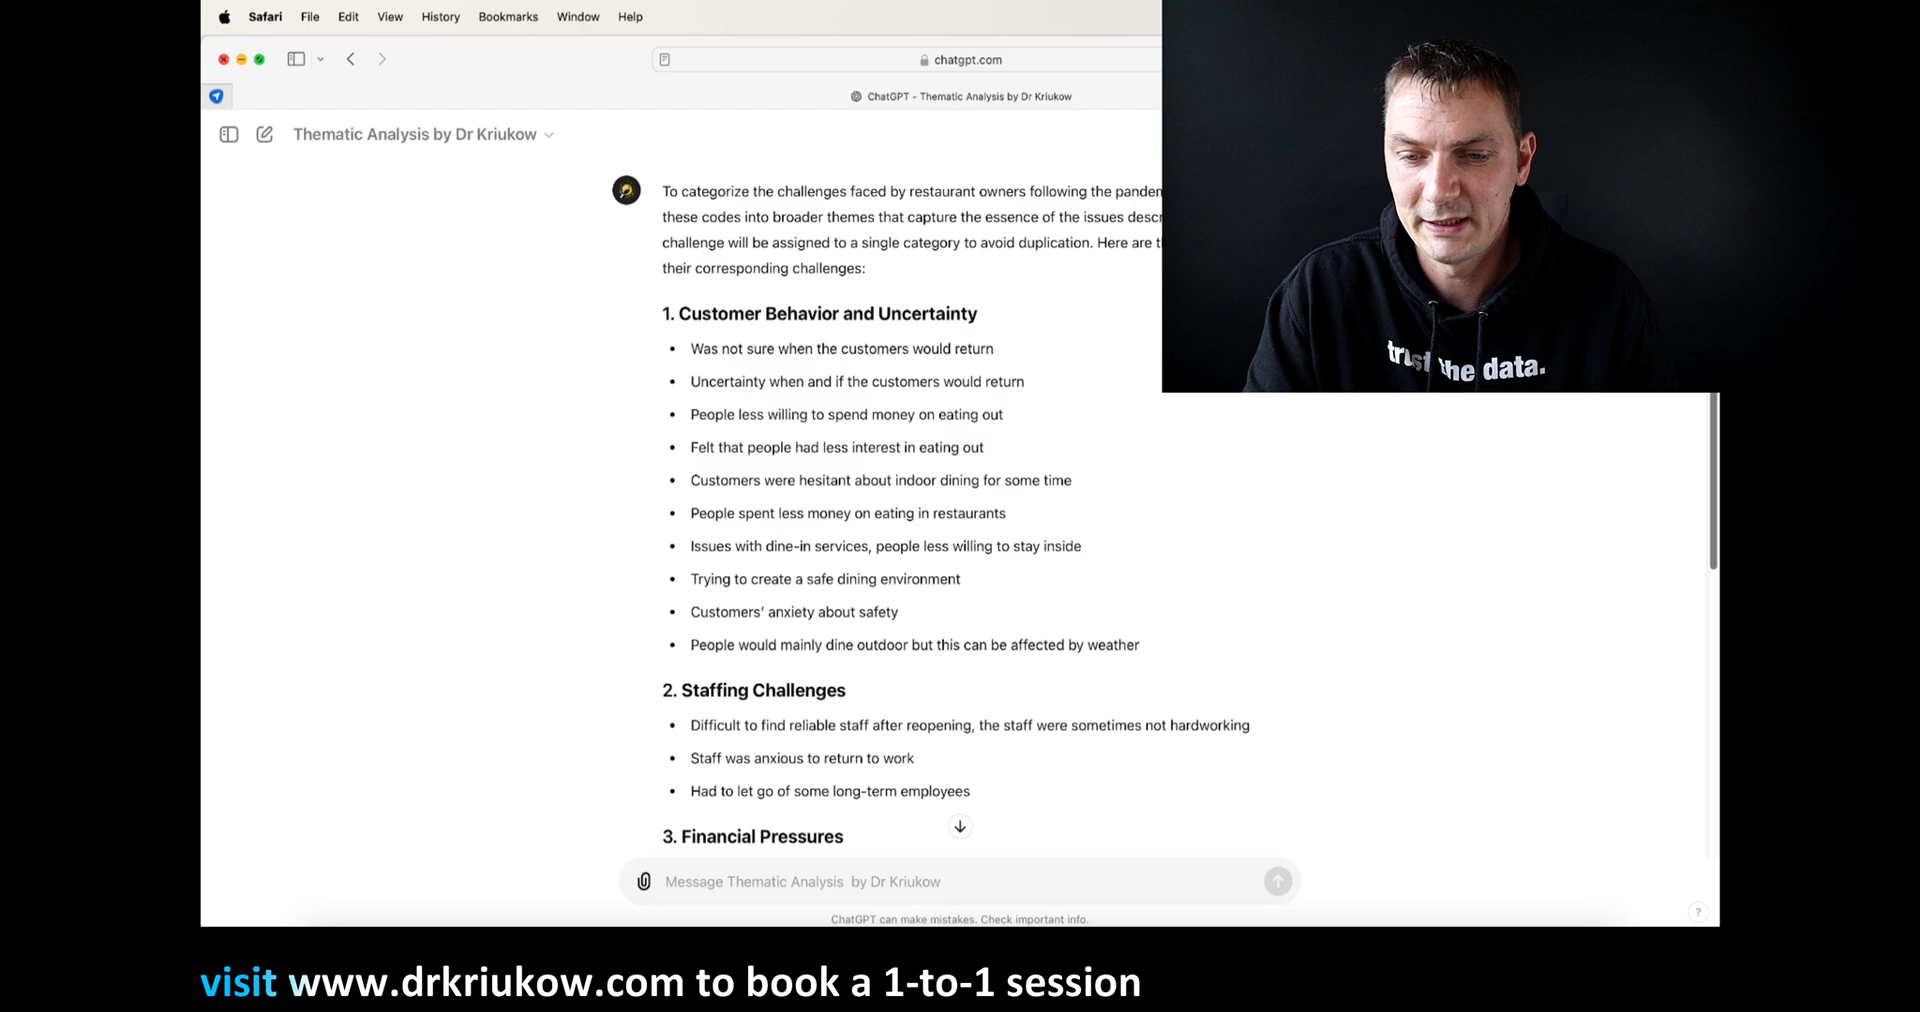 Safari File Edit View History Bookmarks Window Help
chatgpt.com
ChatGPT - Thematic Analysis by Dr Kriukow
Thematic Analysis by Dr Kriukow
To categorize the challenges faced by restaurant owners following the
these codes into broader themes that capture the essence of the issues
challenge will be assigned to a single category to avoid duplication. Here are
their corresponding challenges:
1. Customer Behavior and Uncertainty
• Was not sure when the customers would return
• Uncertainty when and if the customers would return
• People less willing to spend money on eating out
• Felt that people had less interest in eating out
• Customers were hesitant about indoor dining for some time
• People spent less money on eating in restaurants
• Issues with dine-in services, people less willing to stay inside
• Trying to create a safe dining environment
• Customers’ anxiety about safety
• People would mainly dine outdoor but this can be affected by weather
2. Staffing Challenges
• Difficult to find reliable staff after reopening, the staff were sometimes not hardworking
• Staff was anxious to return to work
• Had to let go of some long-term employees
3. Financial Pressures
Message Thematic Analysis by Dr Kriukow
ChatGPT can make mistakes. Check important info.
?
trust the data.
visit www.drkriukow.com to book a 1-to-1 session